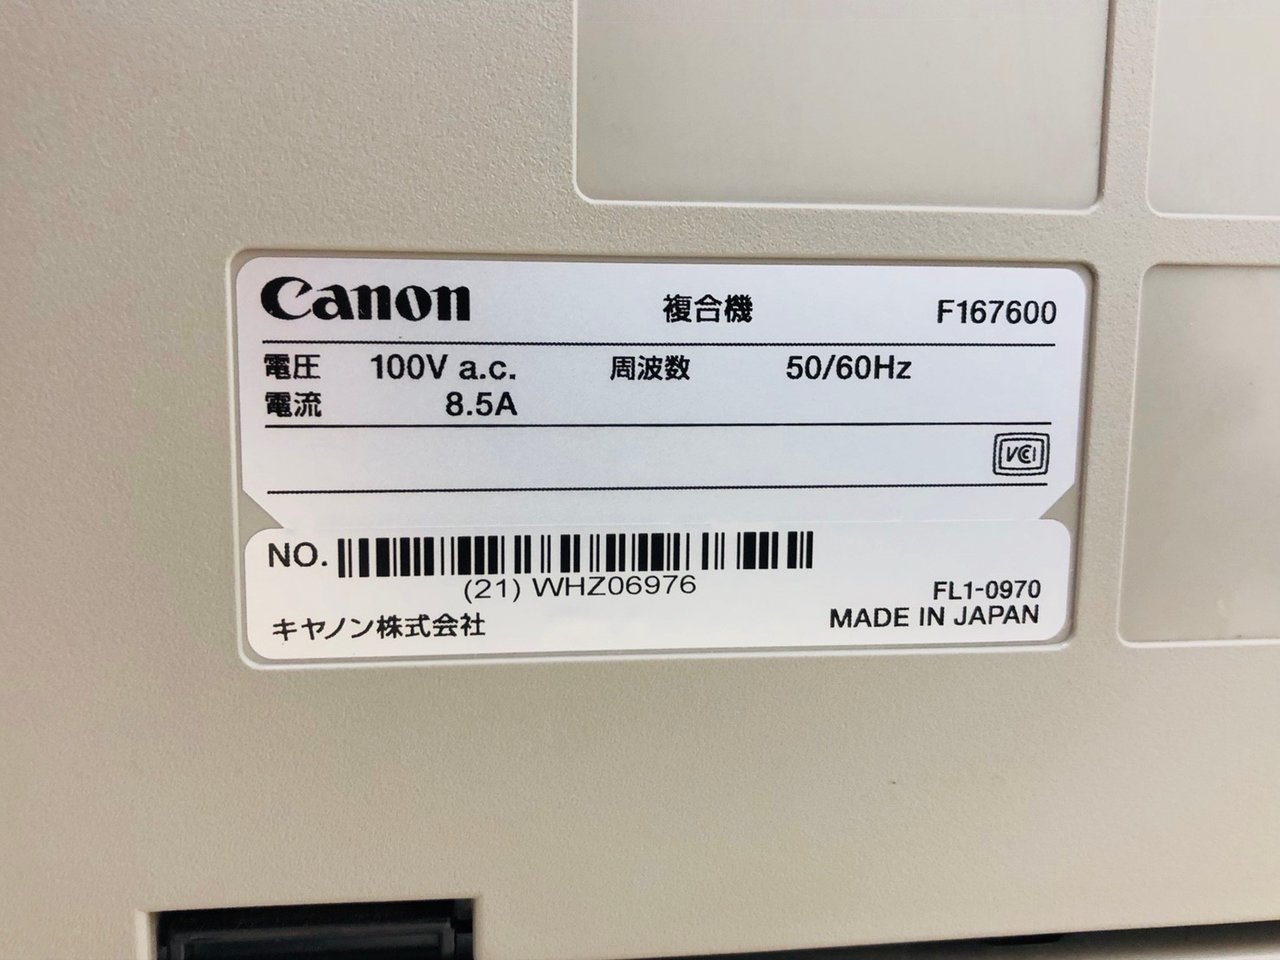 Canon 複合機 F167600
電圧 100V a.c. 周波数 50/60Hz
電流 8.5A
VCCI
NO.
(21) WHZ06976
FL1-0970
キヤノン株式会社 MADE IN JAPAN